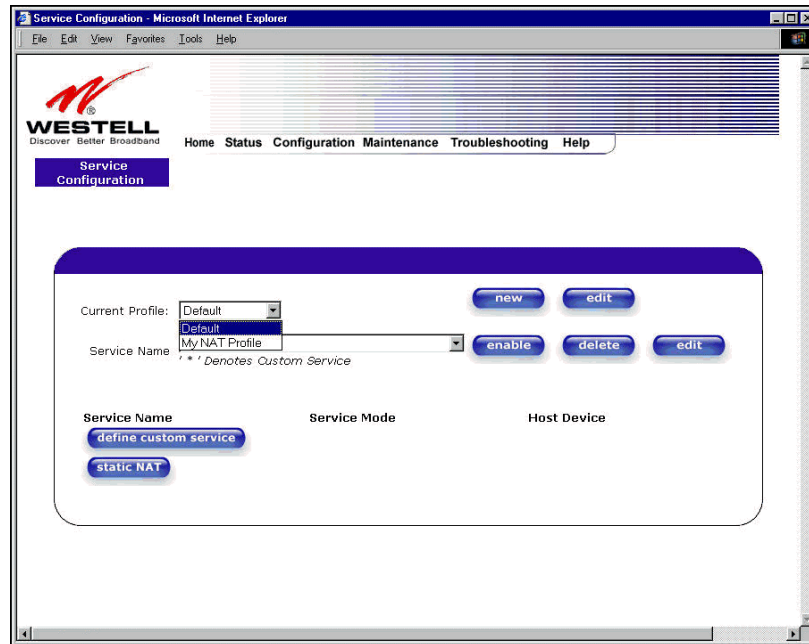 Service Configuration - Microsoft Internet Explorer
File Edit View Favorites Tools Help
®
WESTELL
Discover Better Broadband
Home Status Configuration Maintenance Troubleshooting Help
Service
Configuration
new edit
Current Profile: Default
Default
My NAT Profile
Service Name
enable delete edit
' * ' Denotes Custom Service
Service Name Service Mode Host Device
define custom service
static NAT